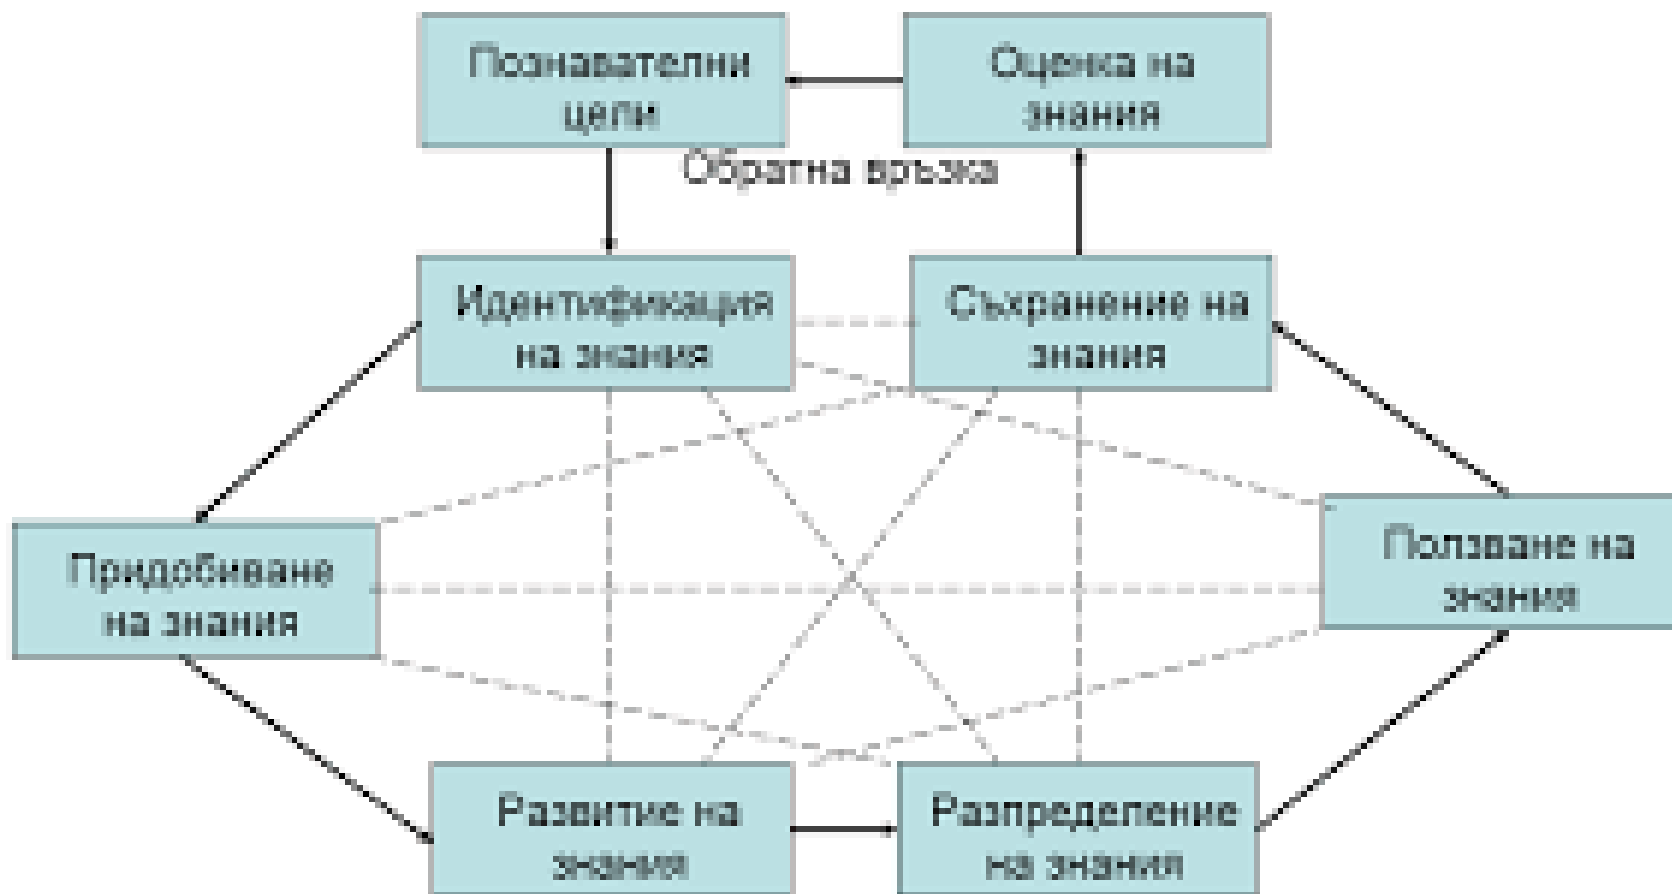 Познавателни
цели
Оценка на
знания
Обратна връзка
Идентификация
на знания
Съхранение на
знания
Придобиване
на знания
Ползване на
знания
Развитие на
знания
Разпределение
на знания